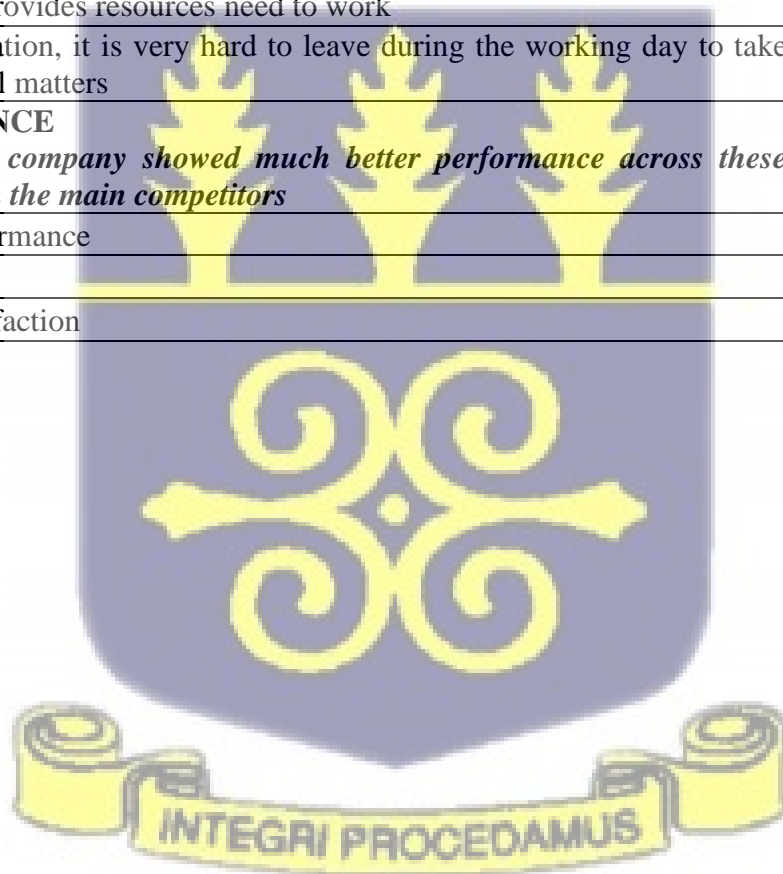 rovides resources need to work
ation, it is very hard to leave during the working day to take
l matters
NCE
company showed much better performance across these
the main competitors
rmance
faction
INTEGRI PROCEDAMUS